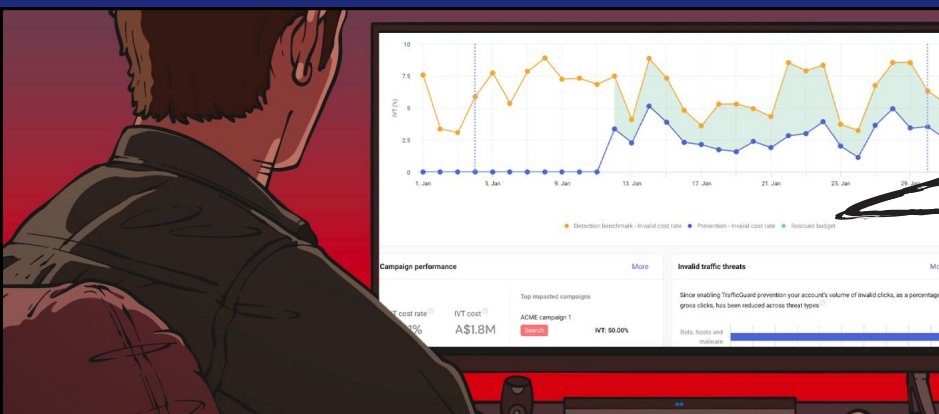 10
7.5
5
2.5
0
IVT (%)
1. Jan 5. Jan 9. Jan 13. Jan 17. Jan 21. Jan 25. Jan 29. Jan
Detection benchmark - Invalid cost rate Prevention - Invalid cost rate Rescued budget
Campaign performance More
Invalid traffic threats
Since enabling TrafficGuard prevention your account's volume of invalid clicks, as a percentage
gross clicks, has been reduced across threat types
Top impacted campaigns
T cost rate IVT cost
ACME campaign 1
1% A$1.8M
Search IVT: 50.00%
Bots, hosts and
malware